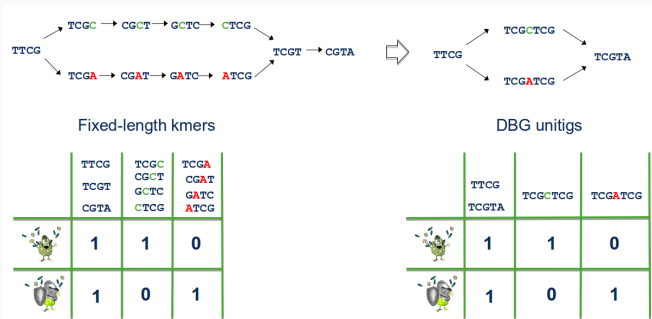 TCGC CGCT GCTC CTCG
TTCG
TCGT CGTA
TCGA CGAT GATC ATCG
TCGCTCG
TTCG
TCGTA
TCGATCG
Fixed-length kmers
TTCG TCGC TCGA
CGCT CGAT
TCGT
GCTC GATC
CGTA CTCG ATCG
1 1 0
1 0 1
DBG unitigs
TTCG
TCGTA TCGCTCG TCGATCG
1 1 0
1 0 1